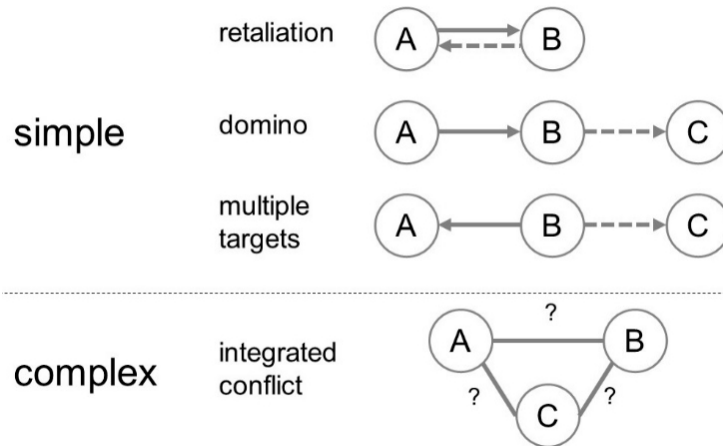 retaliation
A B
simple
domino
A B C
multiple
targets
A B C
?
A B
complex
integrated
conflict
? ?
C